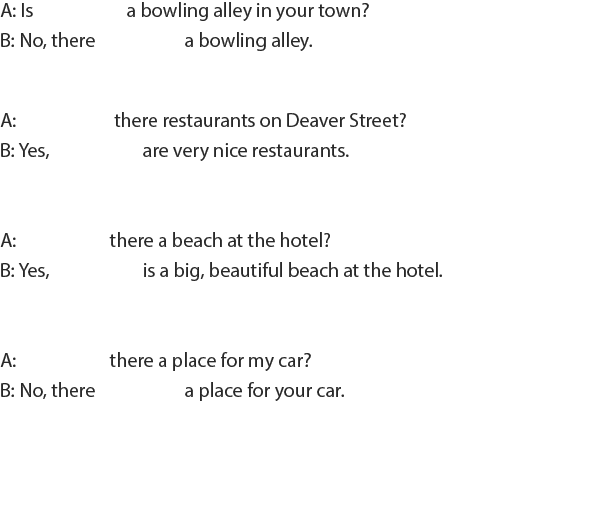 A: Is a bowling alley in your town?
B: No, there a bowling alley.
A: there restaurants on Deaver Street?
B: Yes, are very nice restaurants.
A: there a beach at the hotel?
B: Yes, is a big, beautiful beach at the hotel.
A: there a place for my car?
B: No, there a place for your car.